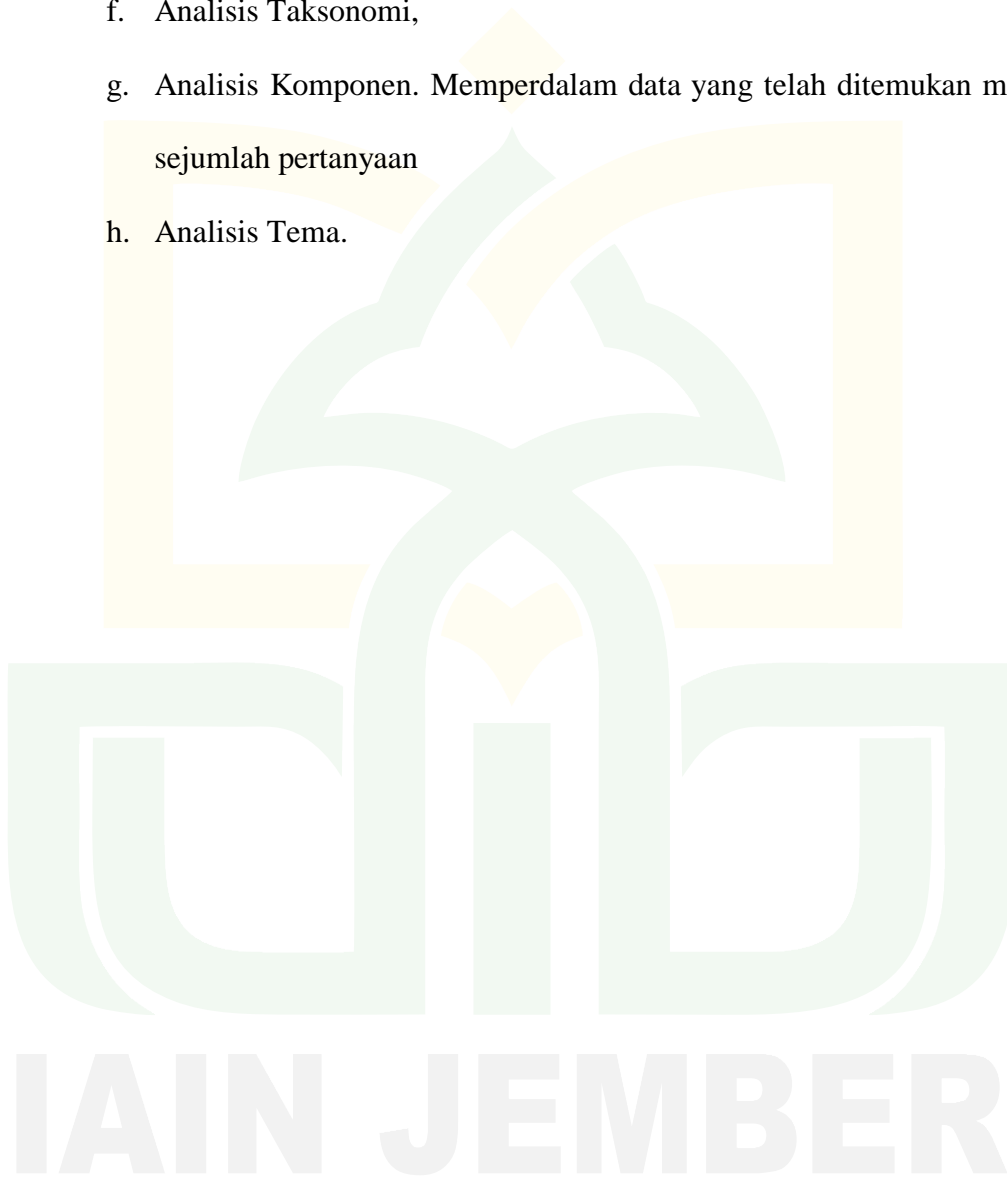 f. Analisis Taksonomi,
g. Analisis Komponen. Memperdalam data yang telah ditemukan m
sejumlah pertanyaan
h. Analisis Tema.
IAIN JEMBER